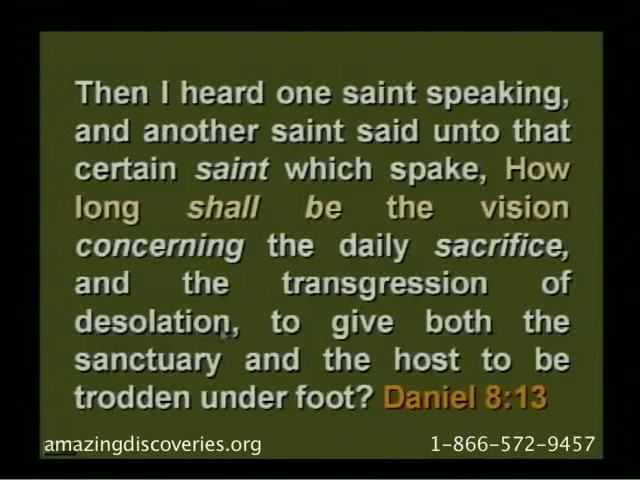 Then I heard one saint speaking,
and another saint said unto that
certain saint which spake, How
long shall be the vision
concerning the daily sacrifice,
and the transgression of
desolation, to give both the
sanctuary and the host to be
trodden under foot? Daniel 8:13
amazingdiscoveries.org 1-866-572-9457